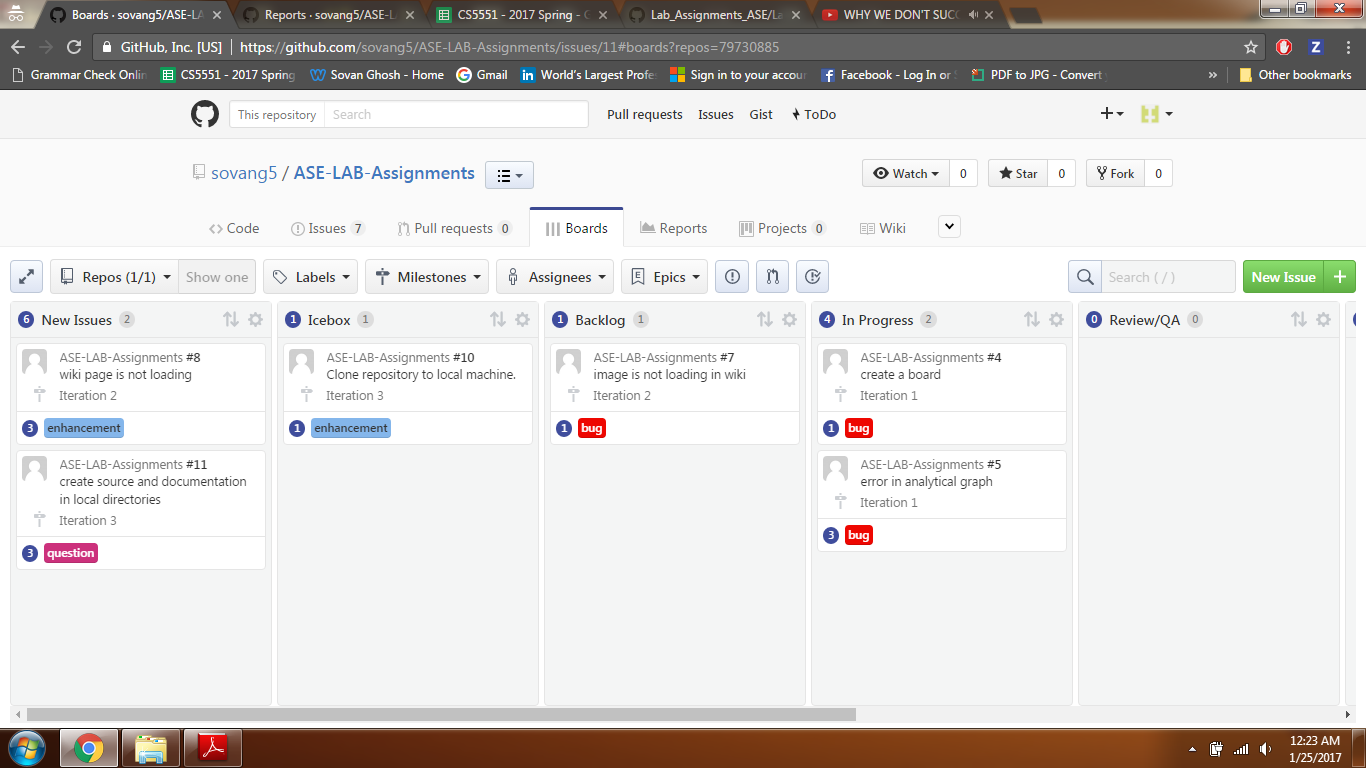 Boards · sovang5/ASE-LA
Reports · sovang5/ASE-L
CS5551 - 2017 Spring - G
Lab_Assignments_ASE/La
WHY WE DON'T SUCC
GitHub, Inc. [US]
https://github.com/sovang5/ASE-LAB-Assignments/issues/11#boards?repos=79730885
Z
Grammar Check Onlin
CS5551 - 2017 Spring
Sovan Ghosh - Home
Gmail
World's Largest Profe
Sign in to your accou
Facebook - Log In or S
PDF to JPG - Convert
»
Other bookmarks
This repository
Search
Pull requests
Issues
Gist
ToDo
sovang5 / ASE-LAB-Assignments
Watch
0
Star
0
Fork
0
Code
Issues 7
Pull requests 0
Boards
Reports
Projects 0
Wiki
Repos (1/1)
Show one
Labels
Milestones
Assignees
Epics
Search ( / )
New Issue +
6 New Issues 2
ASE-LAB-Assignments #8
wiki page is not loading
Iteration 2
3 enhancement
ASE-LAB-Assignments #11
create source and documentation
in local directories
Iteration 3
3 question
1 Icebox 1
ASE-LAB-Assignments #10
Clone repository to local machine.
Iteration 3
1 enhancement
1 Backlog 1
ASE-LAB-Assignments #7
image is not loading in wiki
Iteration 2
1 bug
4 In Progress 2
ASE-LAB-Assignments #4
create a board
Iteration 1
1 bug
ASE-LAB-Assignments #5
error in analytical graph
Iteration 1
3 bug
0 Review/QA 0
12:23 AM
1/25/2017